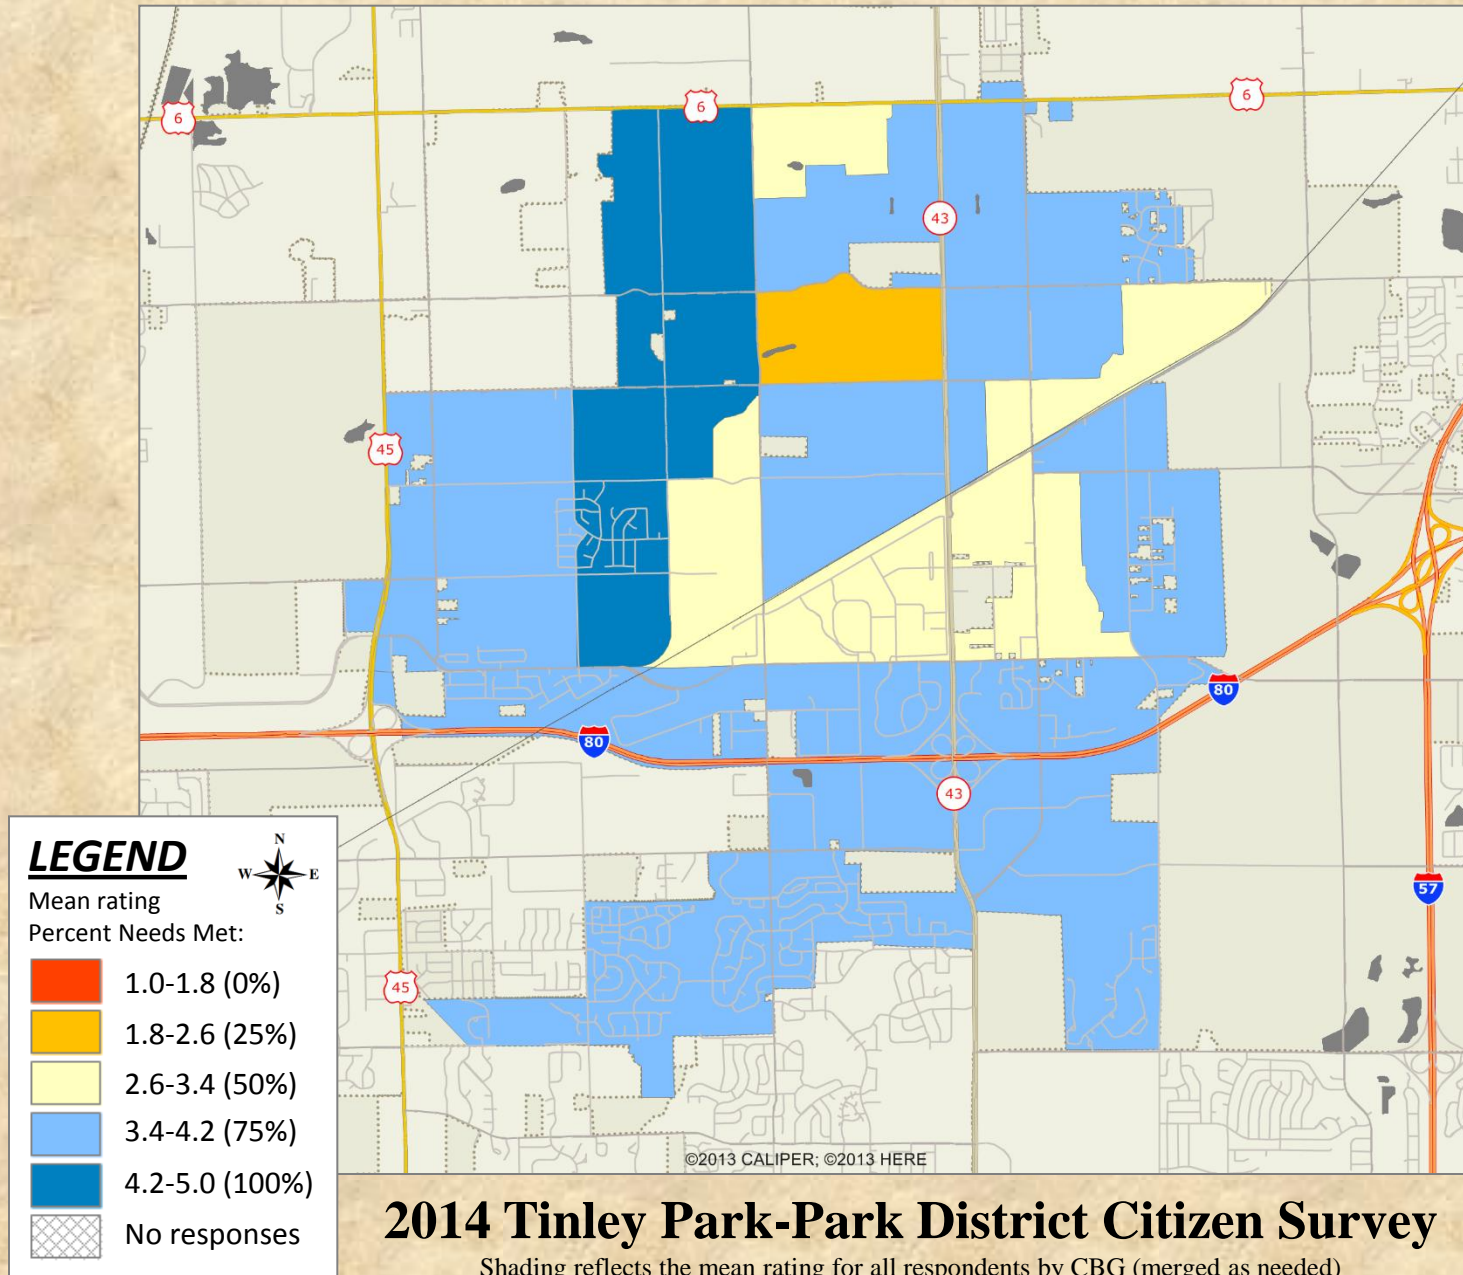 6
6
6
43
45
80
80
43
57
45
LEGEND
N
W E
S
Mean rating
Percent Needs Met:
1.0-1.8 (0%)
1.8-2.6 (25%)
2.6-3.4 (50%)
3.4-4.2 (75%)
4.2-5.0 (100%)
No responses
©2013 CALIPER; ©2013 HERE
2014 Tinley Park-Park District Citizen Survey
Shading reflects the mean rating for all respondents by CBG (merged as needed)